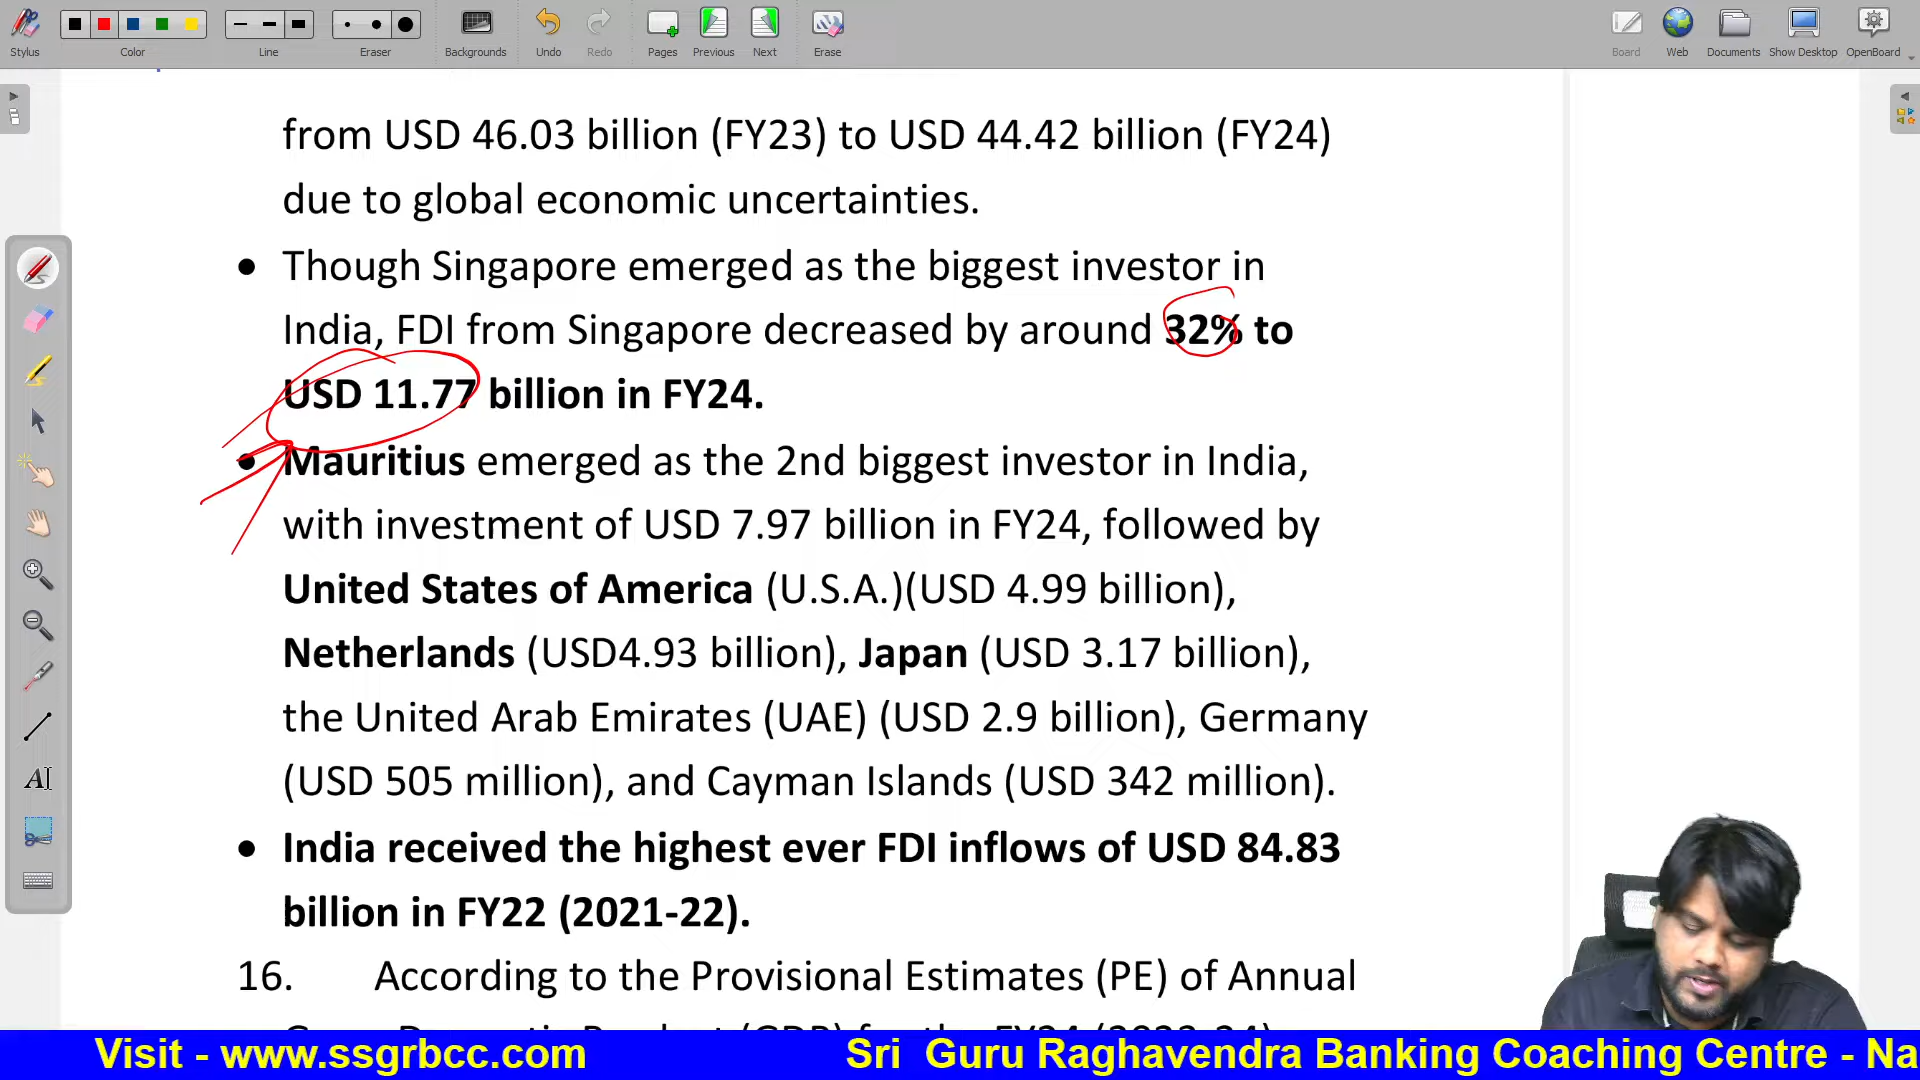 Stylus
Color
Line
Eraser
Backgrounds
Undo
Redo
Pages
Previous
Next
Erase
Board
Web
Documents
Show Desktop
OpenBoard
from USD 46.03 billion (FY23) to USD 44.42 billion (FY24)
due to global economic uncertainties.
• Though Singapore emerged as the biggest investor in
India, FDI from Singapore decreased by around 32% to
USD 11.77 billion in FY24.
• Mauritius emerged as the 2nd biggest investor in India,
with investment of USD 7.97 billion in FY24, followed by
United States of America (U.S.A.)(USD 4.99 billion),
Netherlands (USD4.93 billion), Japan (USD 3.17 billion),
the United Arab Emirates (UAE) (USD 2.9 billion), Germany
(USD 505 million), and Cayman Islands (USD 342 million).
• India received the highest ever FDI inflows of USD 84.83
billion in FY22 (2021-22).
16. According to the Provisional Estimates (PE) of Annual
Visit - www.ssgrbcc.com
Sri Guru Raghavendra Banking Coaching Centre - Na